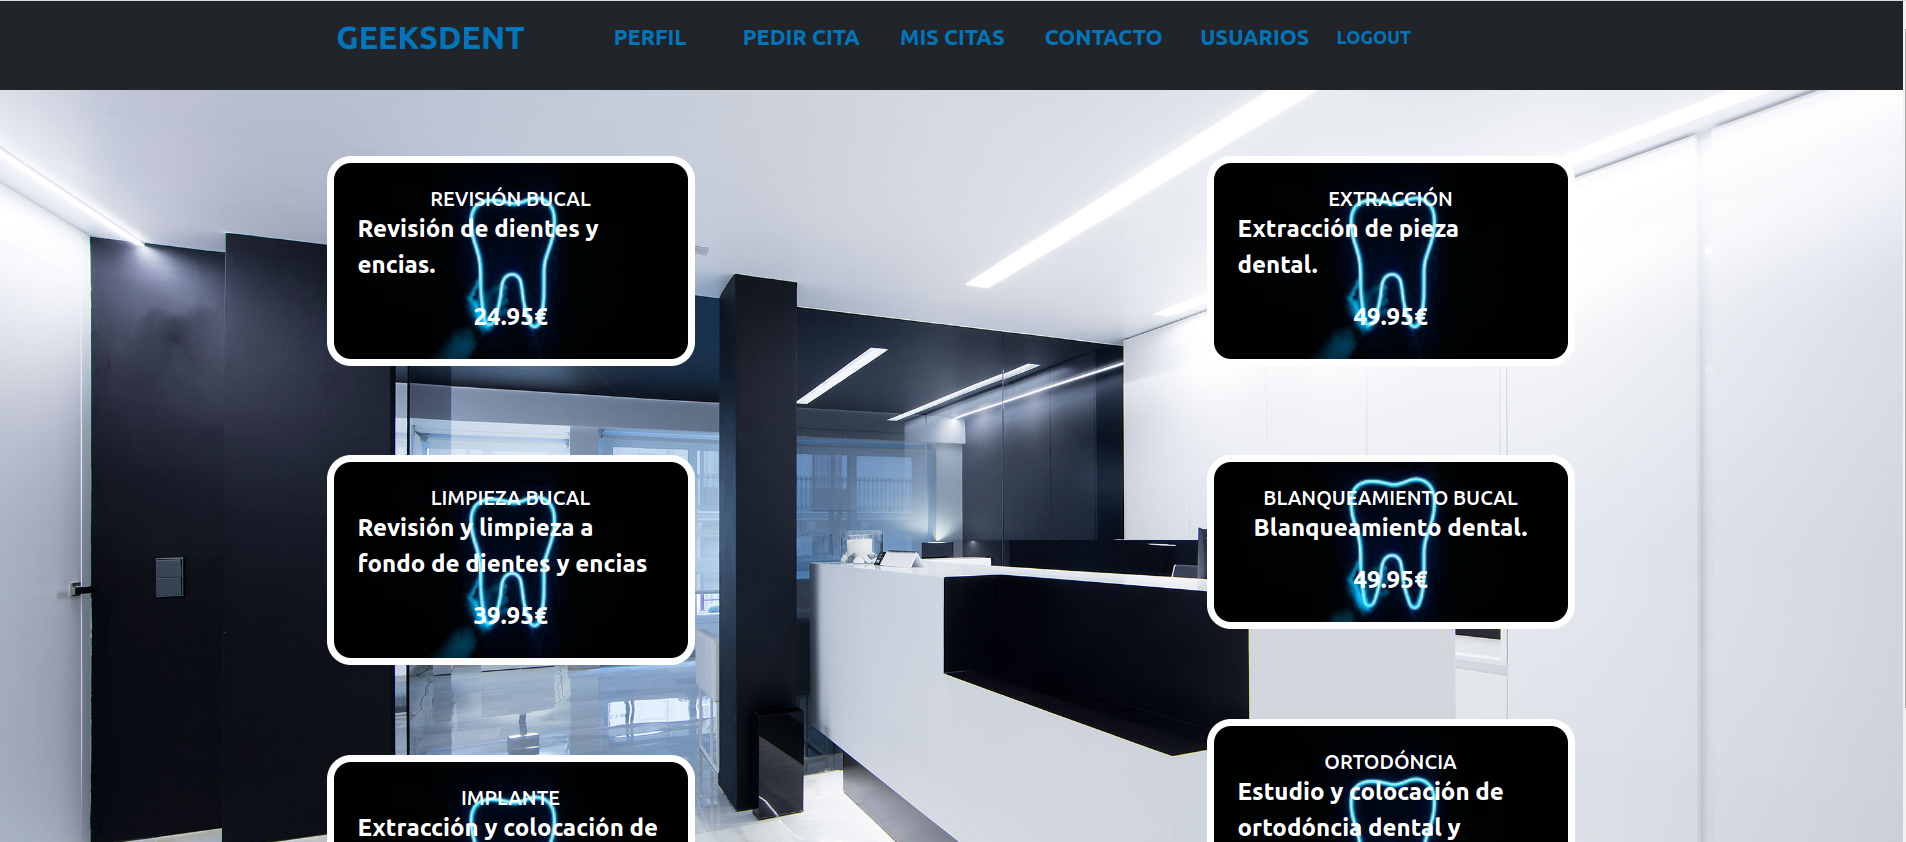 GEEKSDENT PERFIL PEDIR CITA MIS CITAS CONTACTO USUARIOS LOGOUT
REVISIÓN BUCAL
Revisión de dientes y
encias.
24.95€
EXTRACCIÓN
Extracción de pieza
dental.
49.95€
LIMPIEZA BUCAL
Revisión y limpieza a
fondo de dientes y encias
39.95€
BLANQUEAMIENTO BUCAL
Blanqueamiento dental.
49.95€
IMPLANTE
Extracción y colocación de
ORTODÓNCIA
Estudio y colocación de
ortodóncia dental y